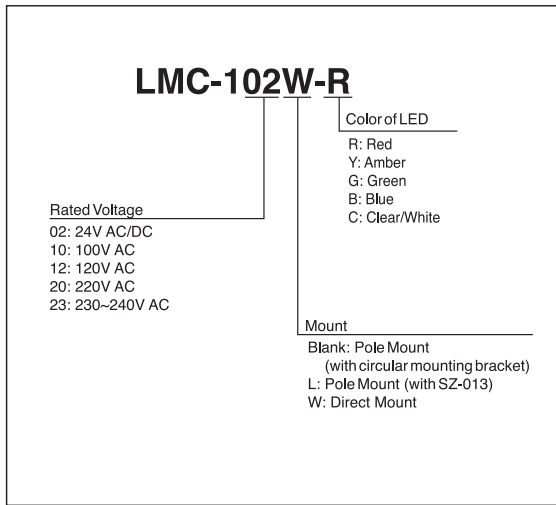 LMC-102W-R
Color of LED
R: Red
Y: Amber
G: Green
B: Blue
C: Clear/White
Rated Voltage
02: 24V AC/DC
10: 100V AC
12: 120V AC
20: 220V AC
23: 230~240V AC
Mount
Blank: Pole Mount
(with circular mounting bracket)
L: Pole Mount (with SZ-013)
W: Direct Mount